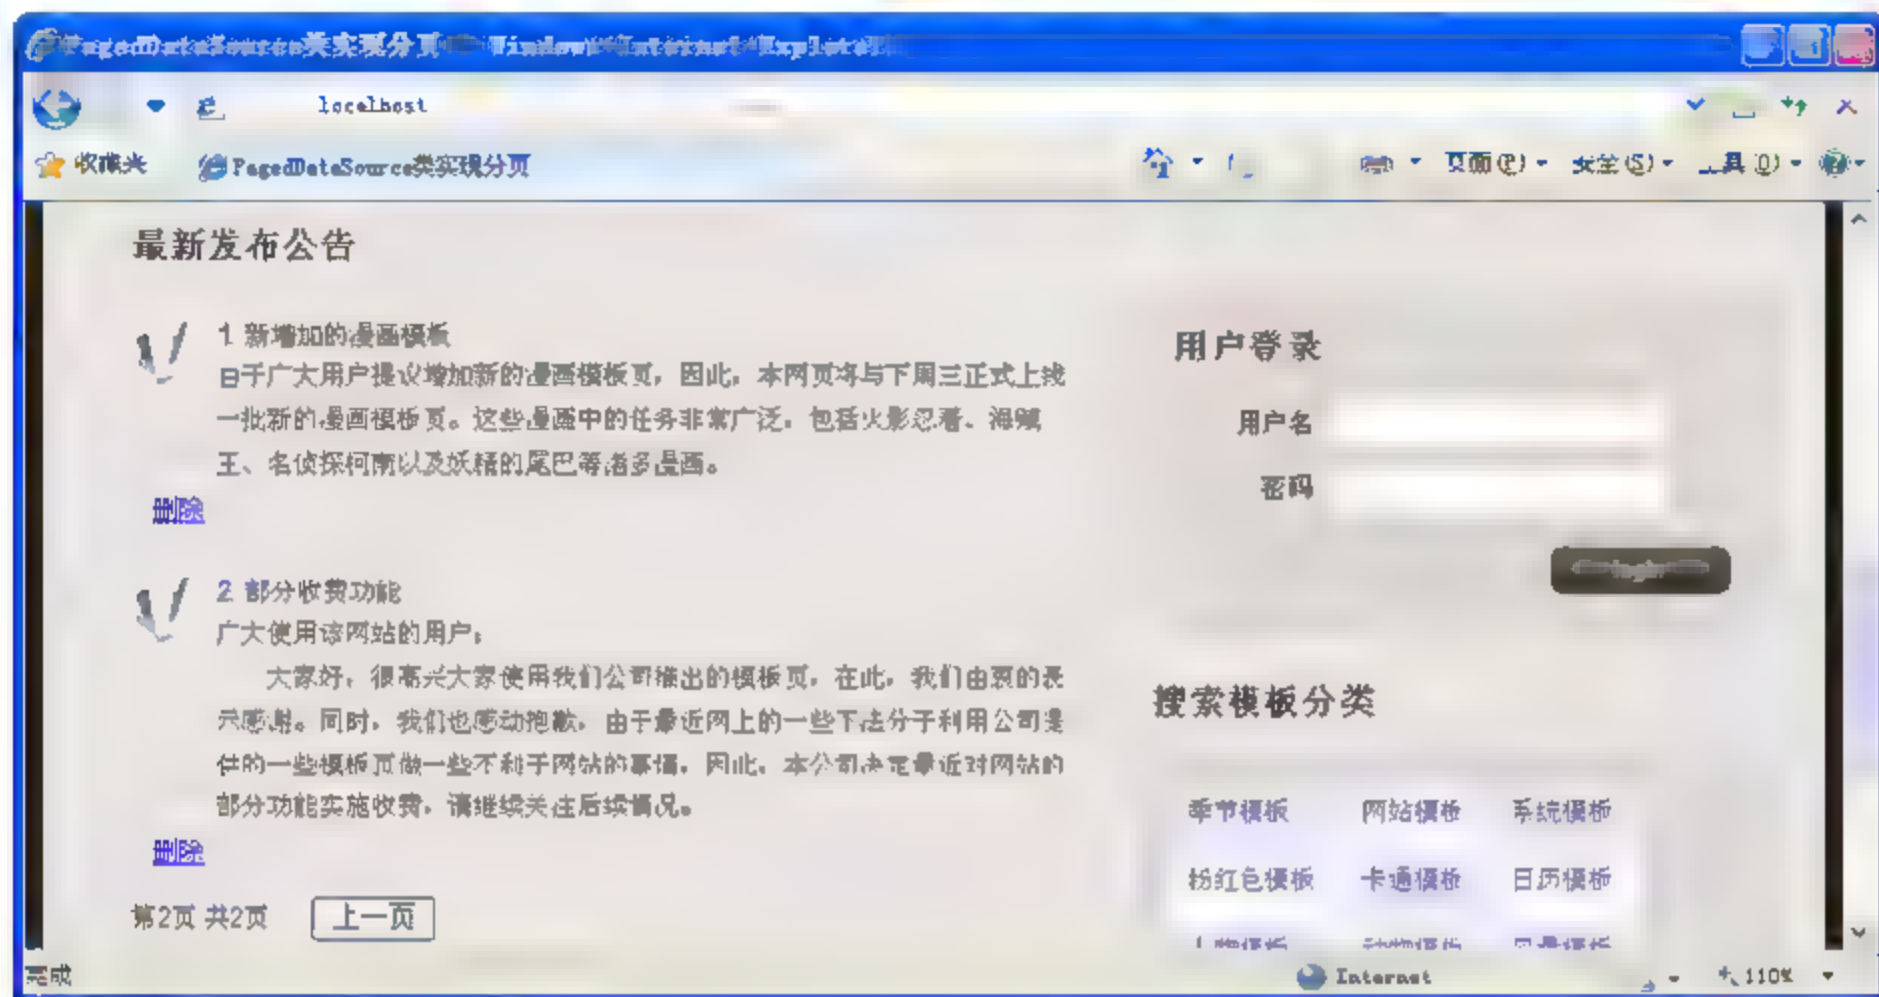 PagedDataSource类实现分页 Windows Internet Explorer
localhost
收藏夹 PagedDataSource类实现分页 页面(P) 安全(S) 工具(O)
最新发布公告
1 新增加的漫画模板
由于广大用户提议增加新的漫画模板页，因此，本网页将与下周三正式上线
一批新的漫画模板页。这些漫画中的任务非常广泛，包括火影忍者、海贼
王、名侦探柯南以及妖精的尾巴等诸多漫画。
删除
2 部分收费功能
广大使用该网站的用户：
大家好，很高兴大家使用我们公司推出的模板页，在此，我们由衷的表
示感谢。同时，我们也感动抱歉，由于最近网上的一些不法分子利用公司提
供的一些模板页做一些不利于网站的事情，因此，本公司决定最近对网站的
部分功能实施收费，请继续关注后续情况。
删除
第2页 共2页 上一页
用户登录
用户名
密码
login
搜索模板分类
季节模板 网站模板 系统模板
粉红色模板 卡通模板 日历模板
人物模板 动物模板 风景模板
完成 Internet 110%